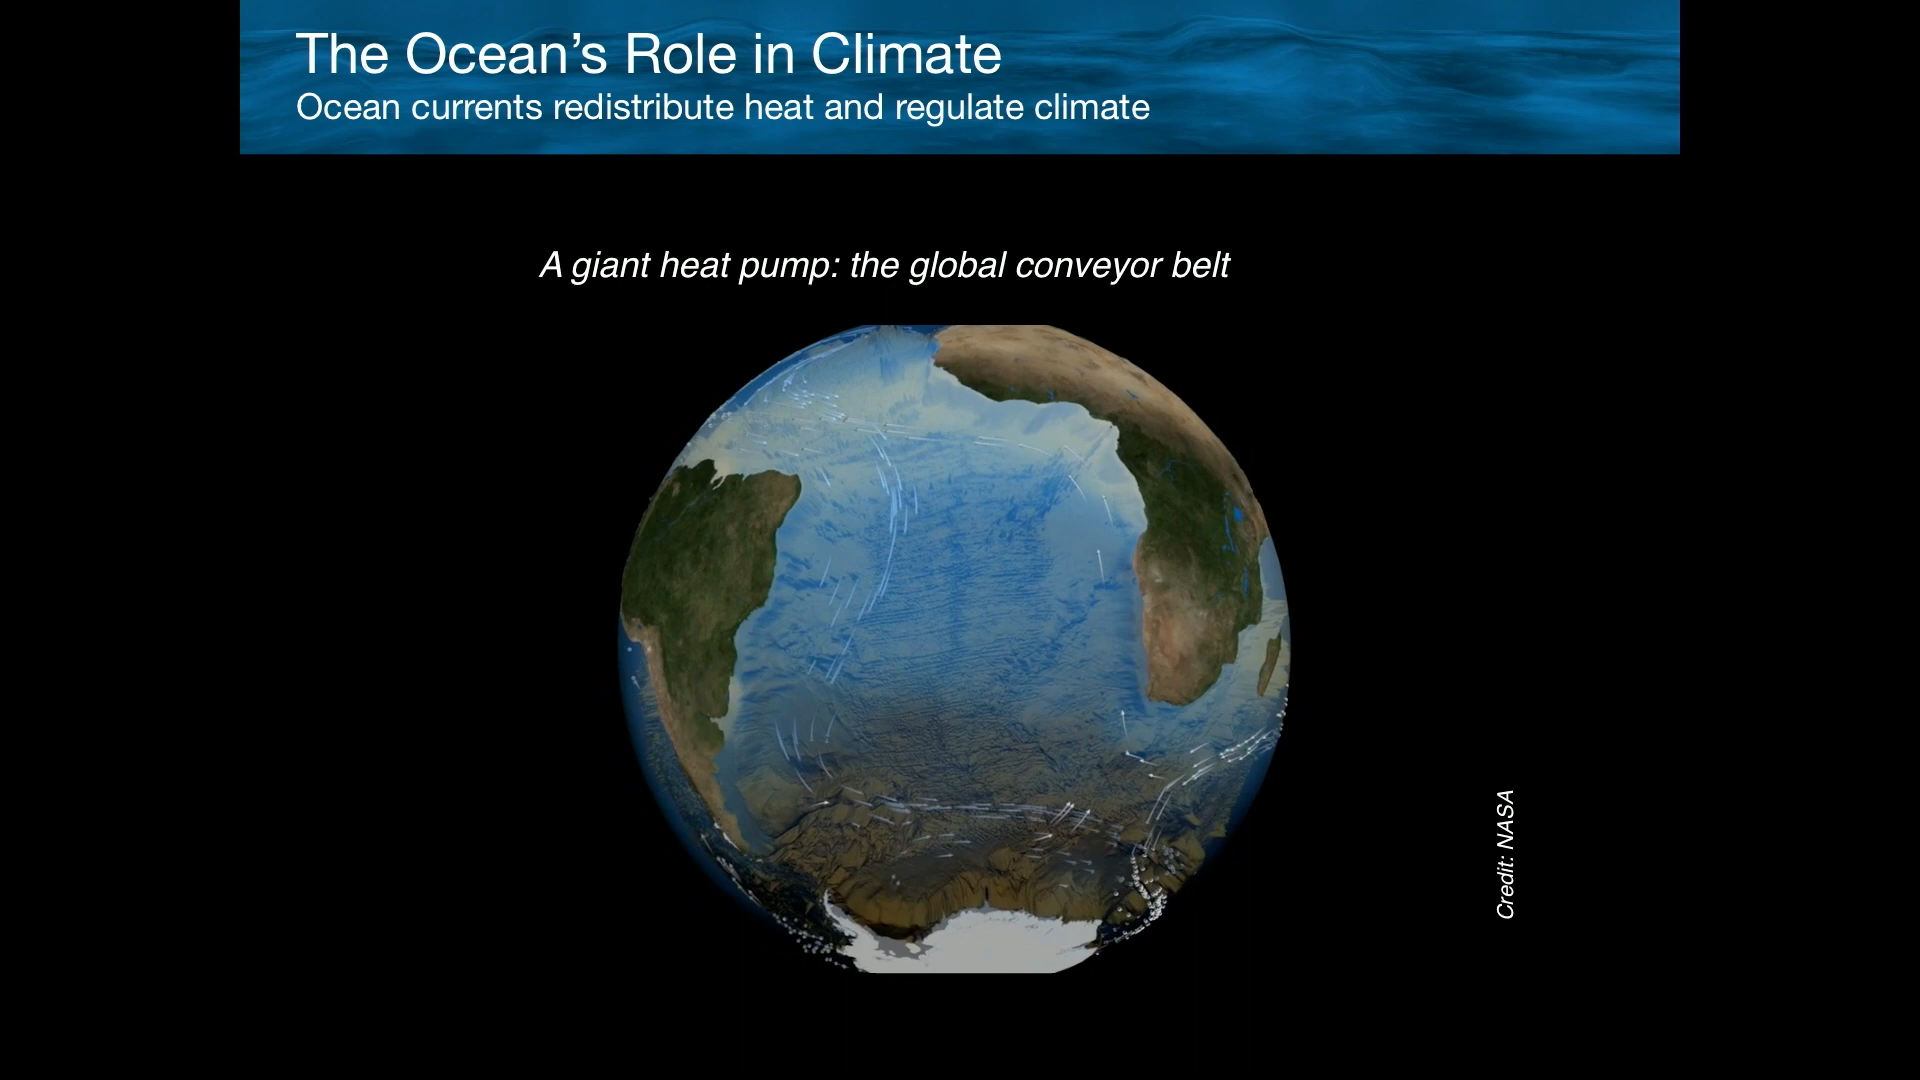 The Ocean’s Role in Climate
Ocean currents redistribute heat and regulate climate
A giant heat pump: the global conveyor belt
Credit: NASA